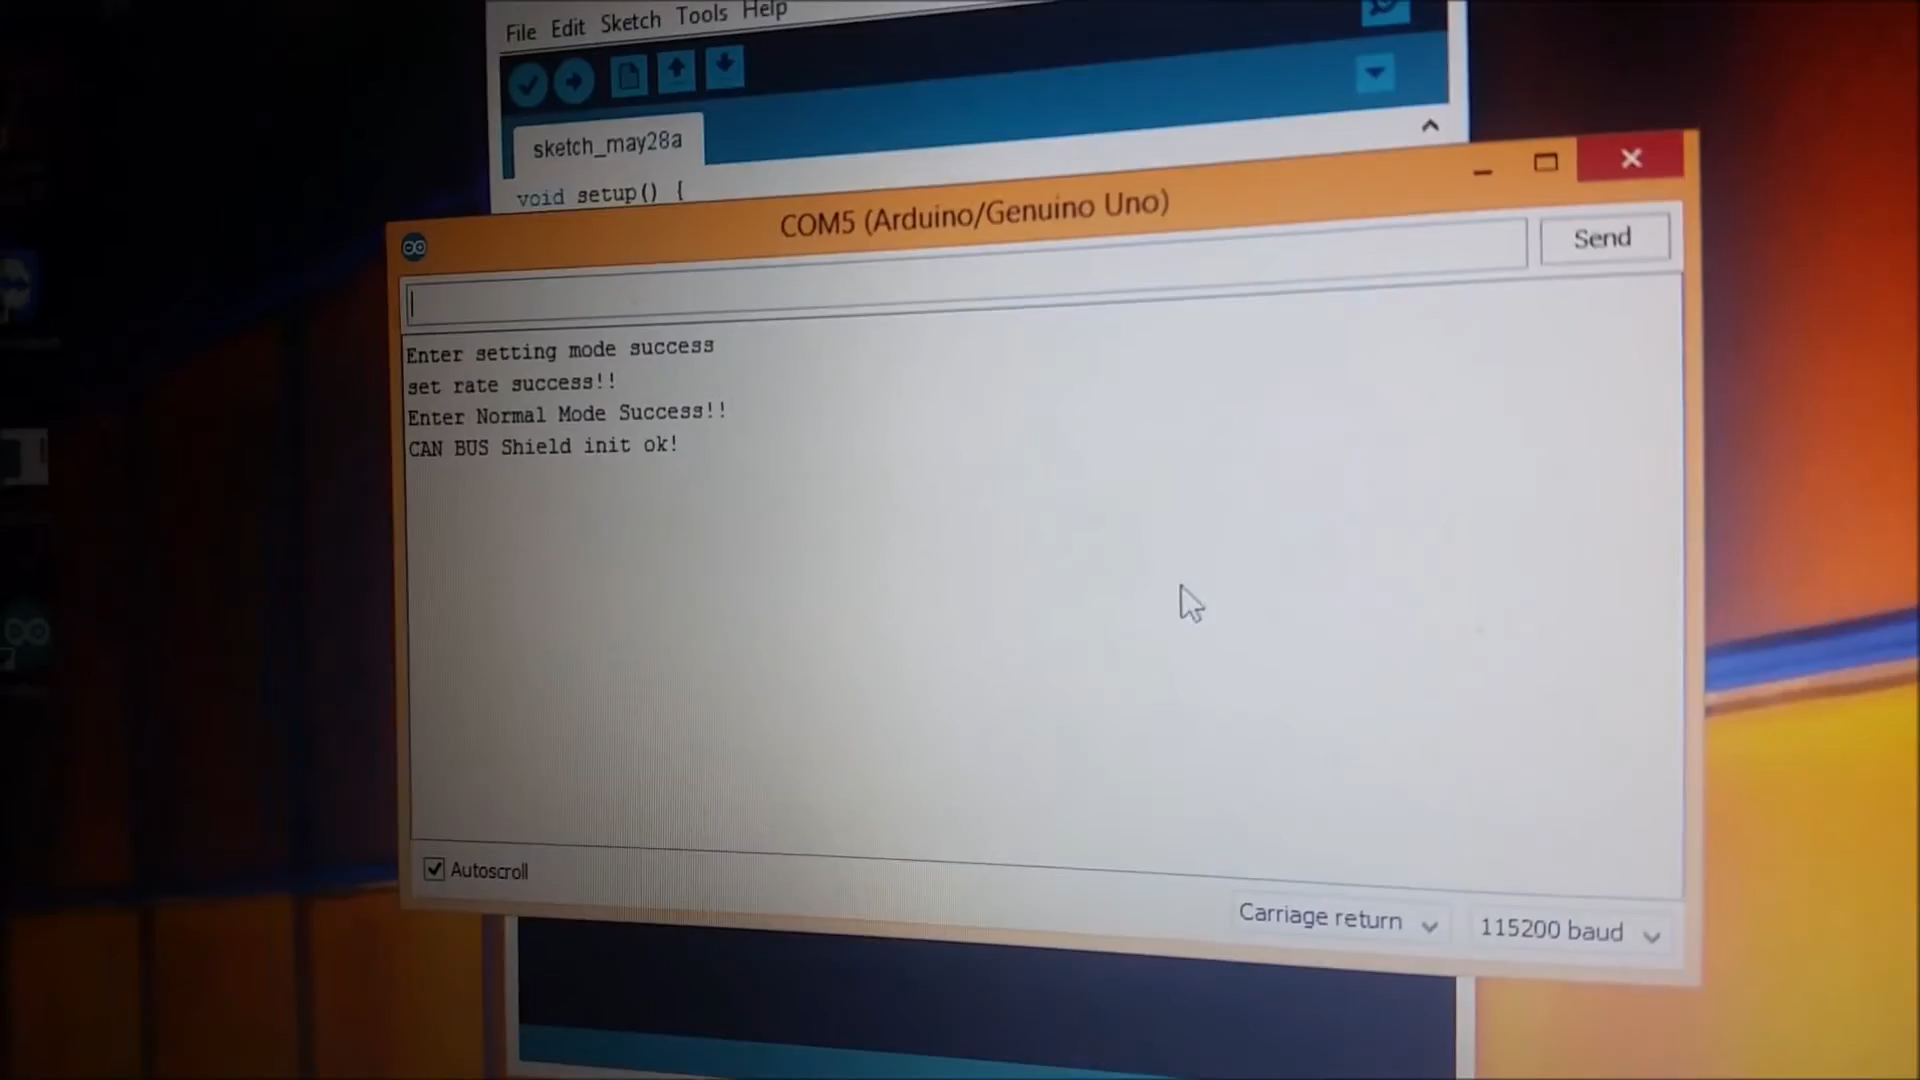 File Edit Sketch Tools Help
sketch_may28a
void setup() {
COM5 (Arduino/Genuino Uno)
Send
Enter setting mode success
set rate success!!
Enter Normal Mode Success!!
CAN BUS Shield init ok!
Autoscroll
Carriage return
115200 baud